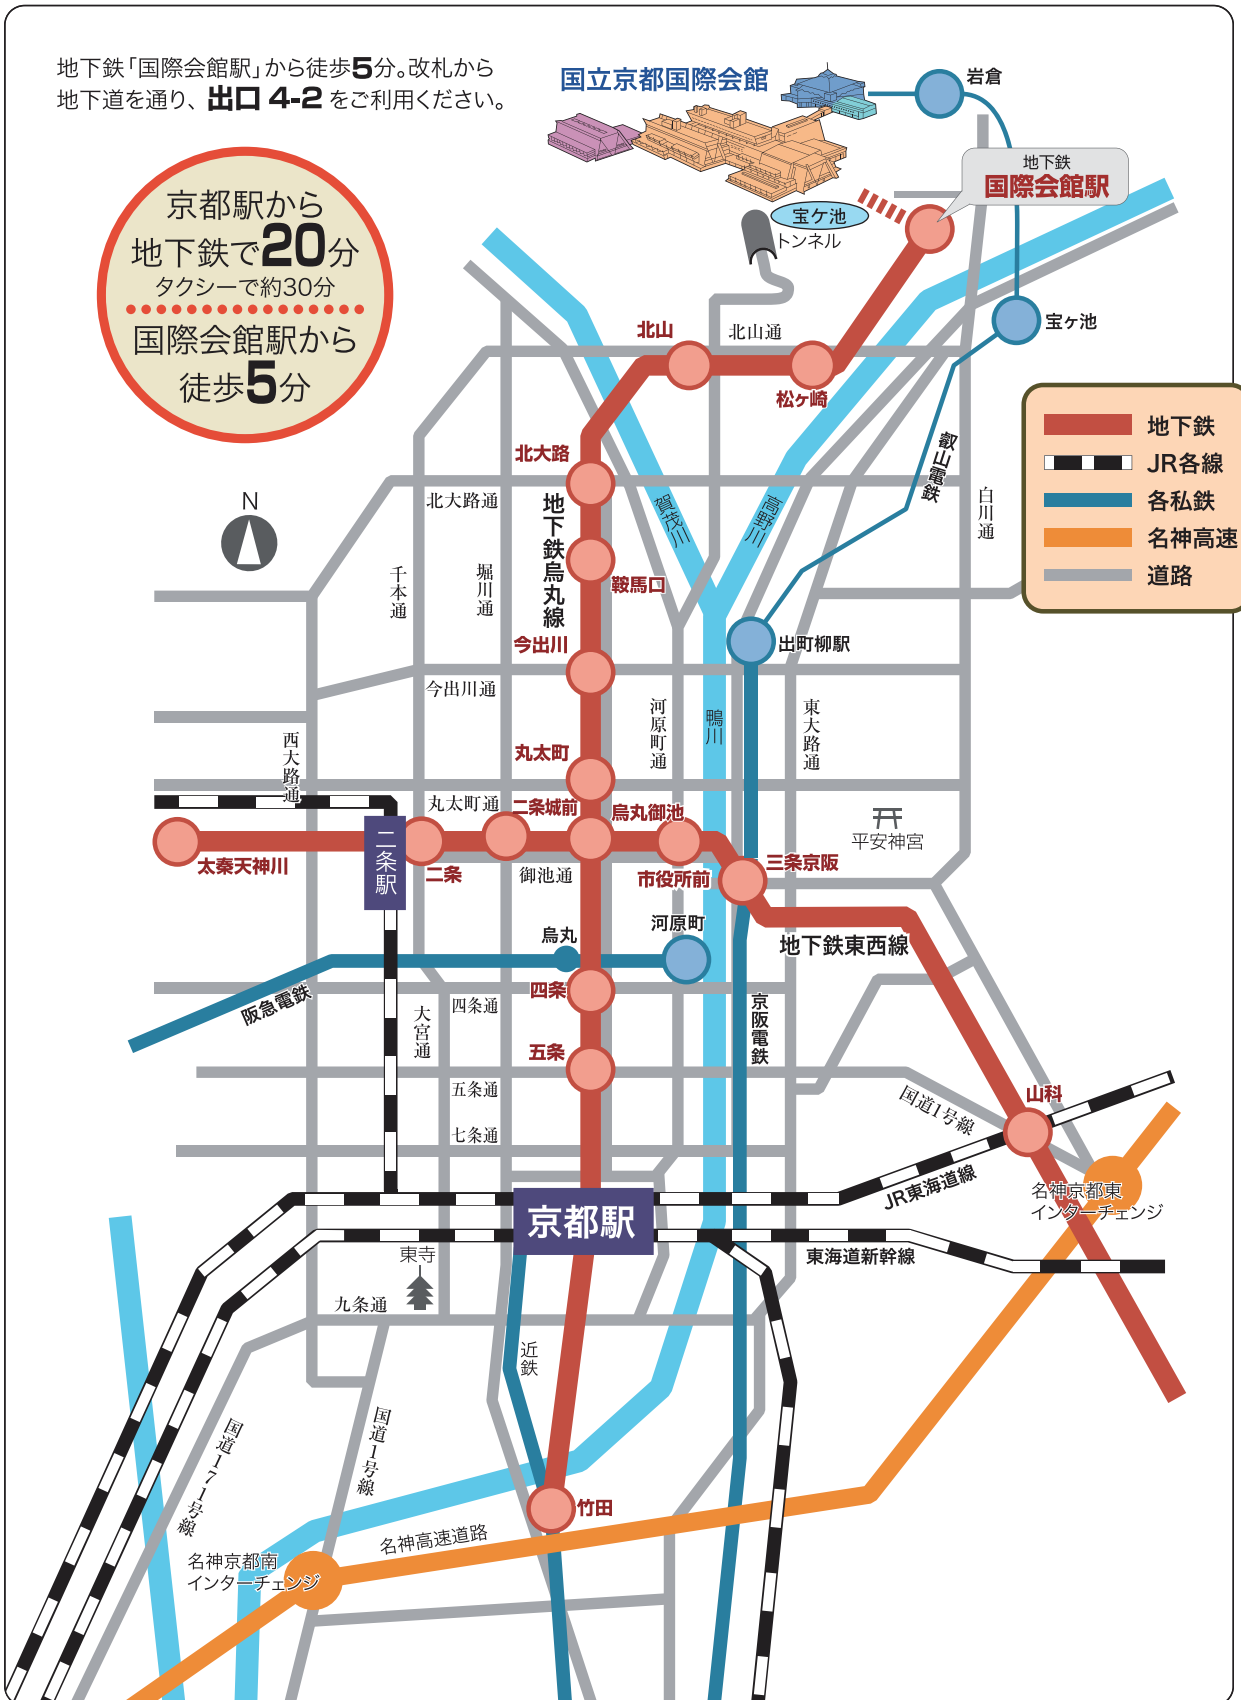 地下鉄「国際会館駅」から徒歩5分。改札から
地下道を通り、出口 4-2 をご利用ください。
国立京都国際会館
岩倉
地下鉄
国際会館駅
京都駅から
地下鉄で20分
タクシーで約30分
国際会館駅から
徒歩5分
宝ケ池
トンネル
宝ヶ池
北山
北山通
松ヶ崎
地下鉄
JR各線
各私鉄
名神高速
道路
叡山電鉄
北大路
北大路通
N
地下鉄烏丸線
賀茂川
高野川
白川通
千本通
堀川通
鞍馬口
今出川
今出川通
出町柳駅
河原町通
鴨川
東大路通
西大路通
丸太町
丸太町通
二条城前
烏丸御池
平安神宮
太秦天神川
二条駅
二条
御池通
市役所前
三条京阪
烏丸
河原町
地下鉄東西線
阪急電鉄
四条
四条通
大宮通
京阪電鉄
五条
五条通
七条通
国道1号線
山科
JR東海道線
名神京都東
インターチェンジ
京都駅
東海道新幹線
東寺
九条通
近鉄
国道171号線
国道1号線
竹田
名神高速道路
名神京都南
インターチェンジ